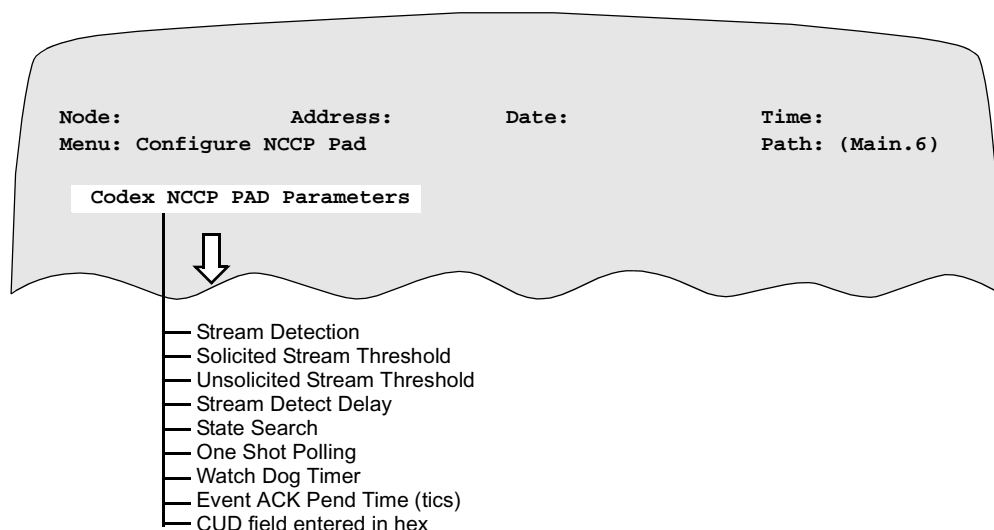 Node: Address: Date: Time:
Menu: Configure NCCP Pad Path: (Main.6)
Codex NCCP PAD Parameters
Stream Detection
Solicited Stream Threshold
Unsolicited Stream Threshold
Stream Detect Delay
State Search
One Shot Polling
Watch Dog Timer
Event ACK Pend Time (tics)
CUD field entered in hex